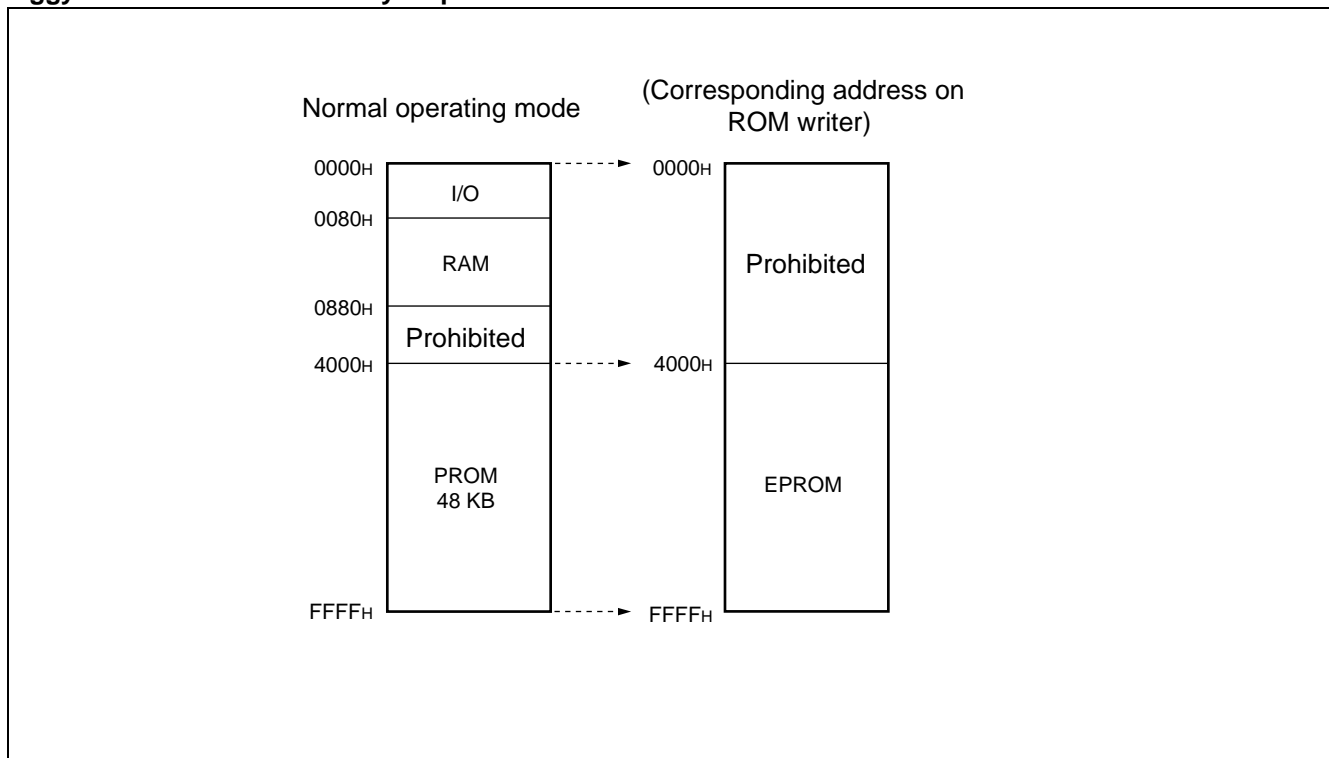 Normal operating mode
(Corresponding address on
ROM writer)
0000H
I/O
0080H
RAM
0880H
Prohibited
4000H
PROM
48 KB
FFFFH
0000H
Prohibited
4000H
EPROM
FFFFH